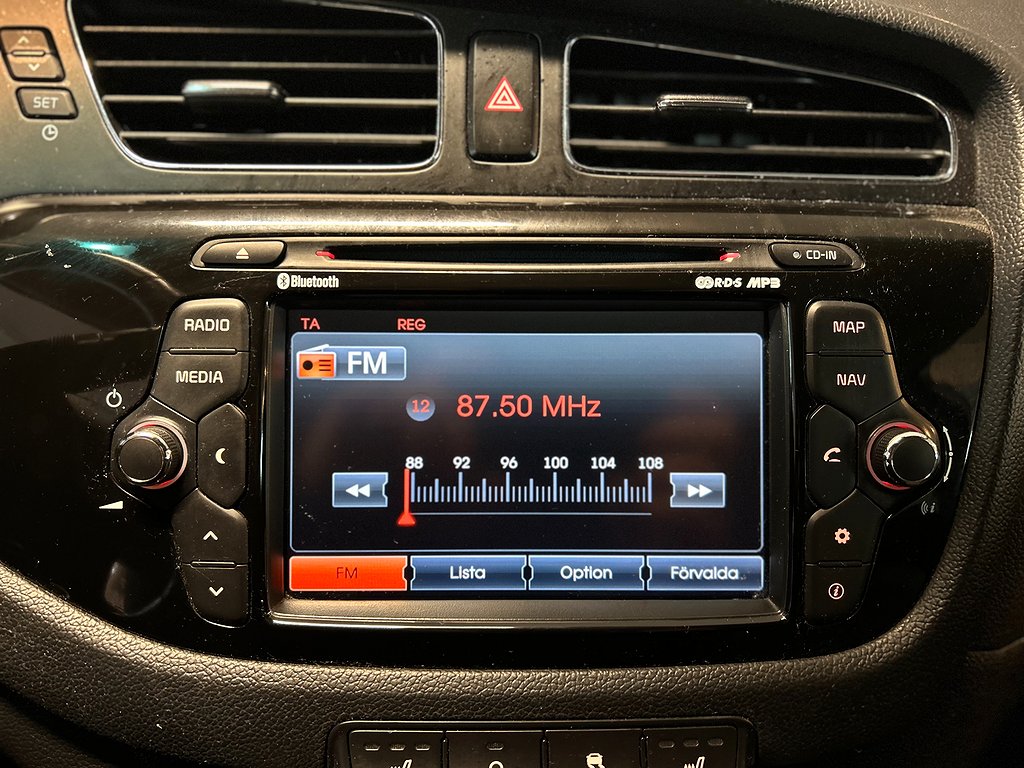 SET
CD-IN
Bluetooth
R·D·S MP3
RADIO
MEDIA
MAP
NAV
TA REG
FM
12 87.50 MHz
88 92 96 100 104 108
FM Lista Option Förvalda